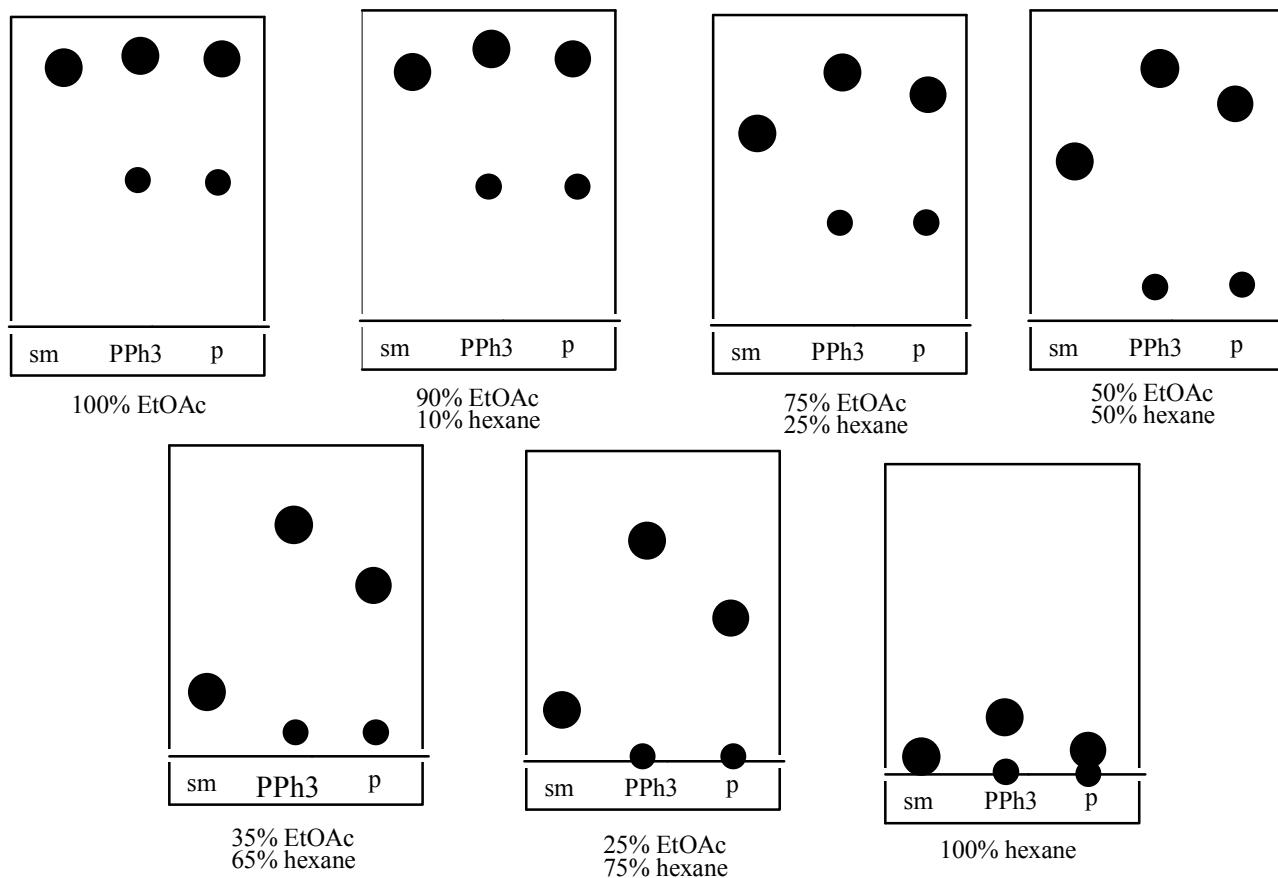 sm PPh3 p
100% EtOAc
sm PPh3 p
90% EtOAc
10% hexane
sm PPh3 p
75% EtOAc
25% hexane
sm PPh3 p
50% EtOAc
50% hexane
sm PPh3 p
35% EtOAc
65% hexane
sm PPh3 p
25% EtOAc
75% hexane
sm PPh3 p
100% hexane